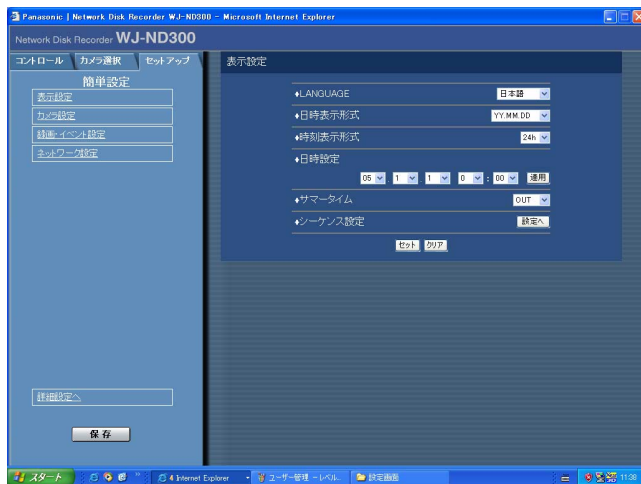 Panasonic | Network Disk Recorder WJ-ND300 - Microsoft Internet Explorer
Network Disk Recorder WJ-ND300
コントロール カメラ選択 セットアップ
簡単設定
表示設定
カメラ設定
録画・イベント設定
ネットワーク設定
詳細設定へ
保存
表示設定
♦LANGUAGE 日本語
♦日時表示形式 YY.MM.DD
♦時刻表示形式 24h
♦日時設定
05 . 1 . 1 0 : 00 適用
♦サマータイム OUT
♦シーケンス設定 設定へ
セット クリア
スタート 4 Internet Explorer ユーザー管理 -レベル.. 設定画面 11:38